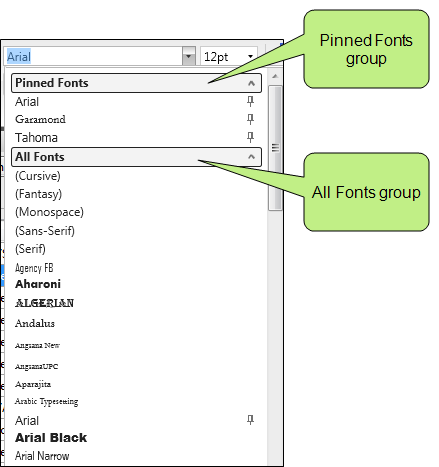 Pinned Fonts
group
Arial
12pt
Pinned Fonts
Arial
Garamond
Tahoma
All Fonts
All Fonts group
(Cursive)
(Fantasy)
(Monospace)
(Sans-Serif)
(Serif)
Agency FB
Aharoni
ALGERIAN
Andalus
Angsana New
AngsanaUPC
Aparajita
Arabic Typesetting
Arial
Arial Black
Arial Narrow